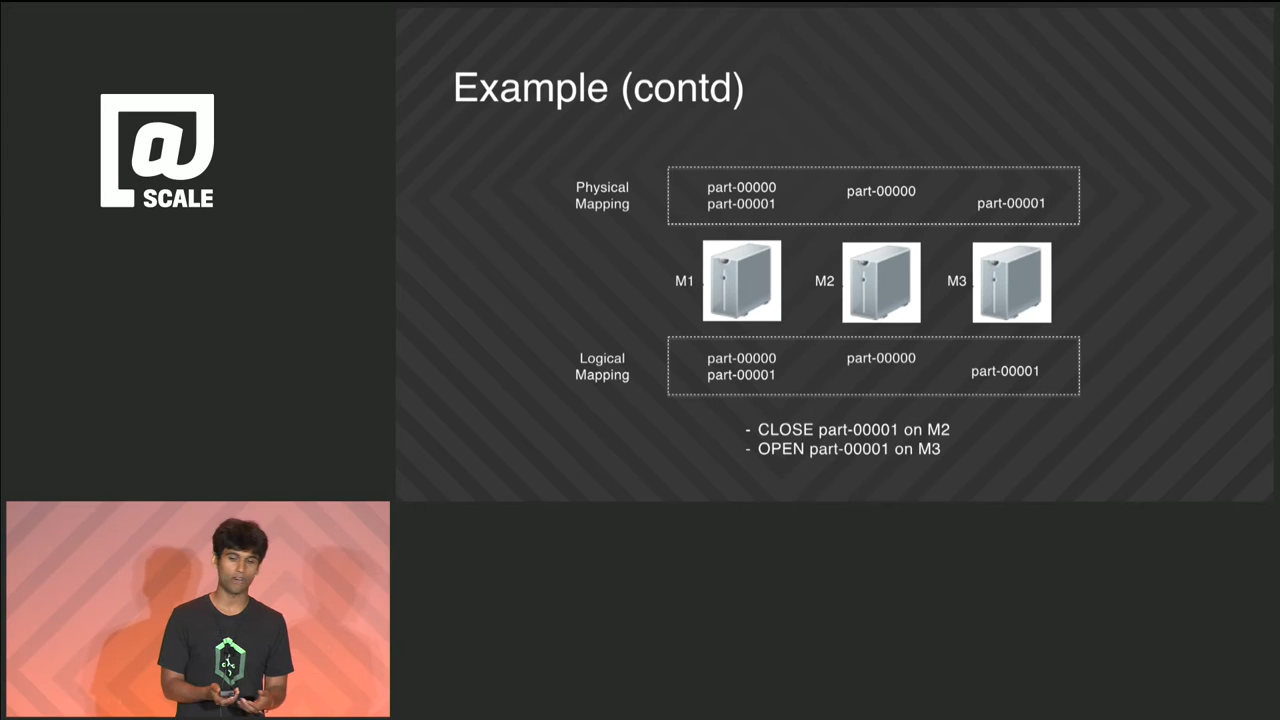 @
SCALE
Example (contd)
Physical
Mapping
part-00000
part-00001
part-00000
part-00001
M1
M2
M3
Logical
Mapping
part-00000
part-00001
part-00000
part-00001
- CLOSE part-00001 on M2
- OPEN part-00001 on M3